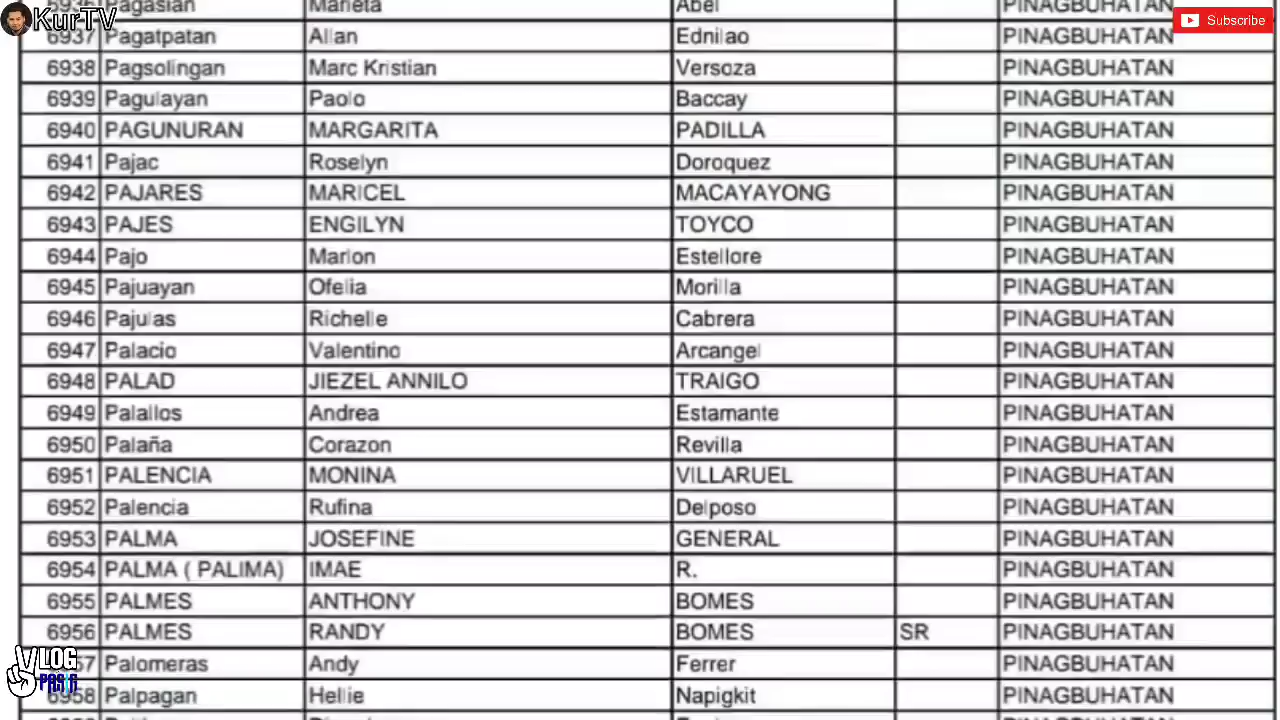 KurTV
Subscribe
6936 Pagasian Marieta Abel PINAGBUHATAN
6937 Pagatpatan Allan Ednilao PINAGBUHATAN
6938 Pagsolingan Marc Kristian Versoza PINAGBUHATAN
6939 Pagulayan Paolo Baccay PINAGBUHATAN
6940 PAGUNURAN MARGARITA PADILLA PINAGBUHATAN
6941 Pajac Roselyn Doroquez PINAGBUHATAN
6942 PAJARES MARICEL MACAYAYONG PINAGBUHATAN
6943 PAJES ENGILYN TOYCO PINAGBUHATAN
6944 Pajo Marlon Estellore PINAGBUHATAN
6945 Pajuayan Ofelia Morilla PINAGBUHATAN
6946 Pajulas Richelle Cabrera PINAGBUHATAN
6947 Palacio Valentino Arcangel PINAGBUHATAN
6948 PALAD JIEZEL ANNILO TRAIGO PINAGBUHATAN
6949 Palallos Andrea Estamante PINAGBUHATAN
6950 Palaña Corazon Revilla PINAGBUHATAN
6951 PALENCIA MONINA VILLARUEL PINAGBUHATAN
6952 Palencia Rufina Delposo PINAGBUHATAN
6953 PALMA JOSEFINE GENERAL PINAGBUHATAN
6954 PALMA ( PALIMA) IMAE R. PINAGBUHATAN
6955 PALMES ANTHONY BOMES PINAGBUHATAN
6956 PALMES RANDY BOMES SR PINAGBUHATAN
57 Palomeras Andy Ferrer PINAGBUHATAN
6958 Palpagan Hellie Napigkit PINAGBUHATAN
VLOG